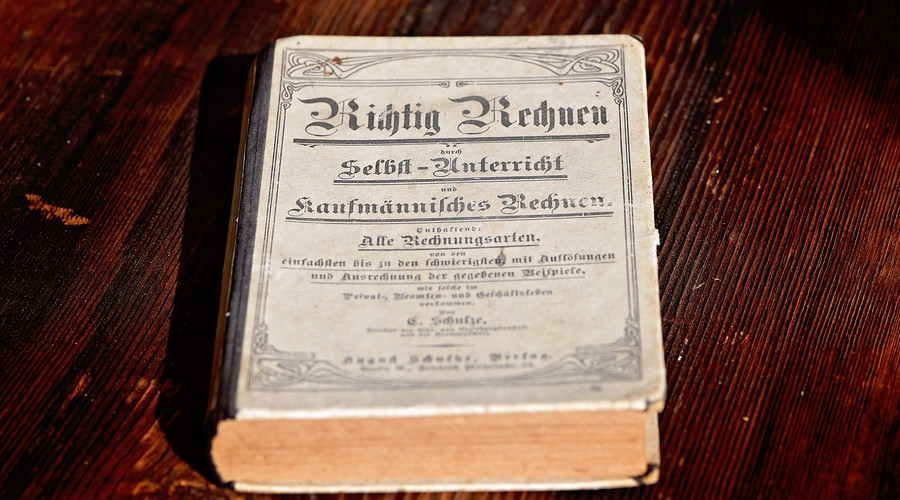 Richtig Rechnen
durch
Selbst-Unterricht
und
Kaufmännisches Rechnen.
Enthaltend:
Alle Rechnungsarten,
von den
einfachsten bis zu den schwierigsten, mit Auflösungen
und Ausrechnung der gegebenen Beispiele,
wie solche im
Privat-, Beamten- und Geschäftsleben
vorkommen.
Von
C. Schulze,
August Schultze, Verlag.
Berlin W.,